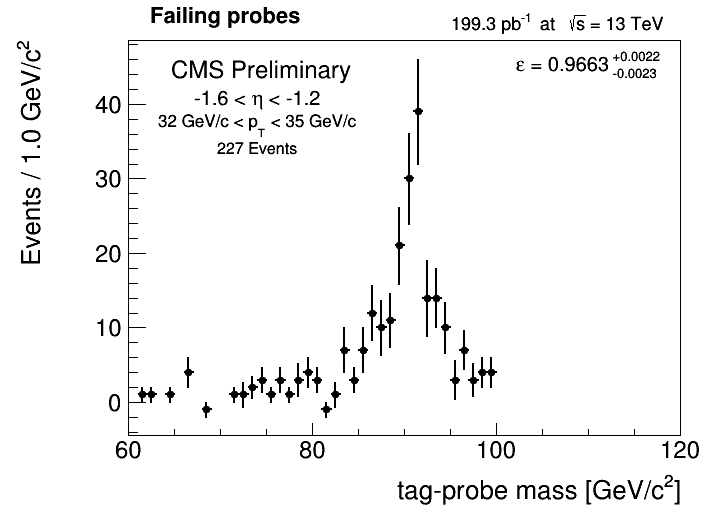 Failing probes
199.3 pb⁻¹ at √s = 13 TeV
CMS Preliminary
-1.6 < η < -1.2
32 GeV/c < p_T < 35 GeV/c
227 Events
ε = 0.9663 +0.0022 -0.0023
Events / 1.0 GeV/c²
40
30
20
10
0
60 80 100 120
tag-probe mass [GeV/c²]